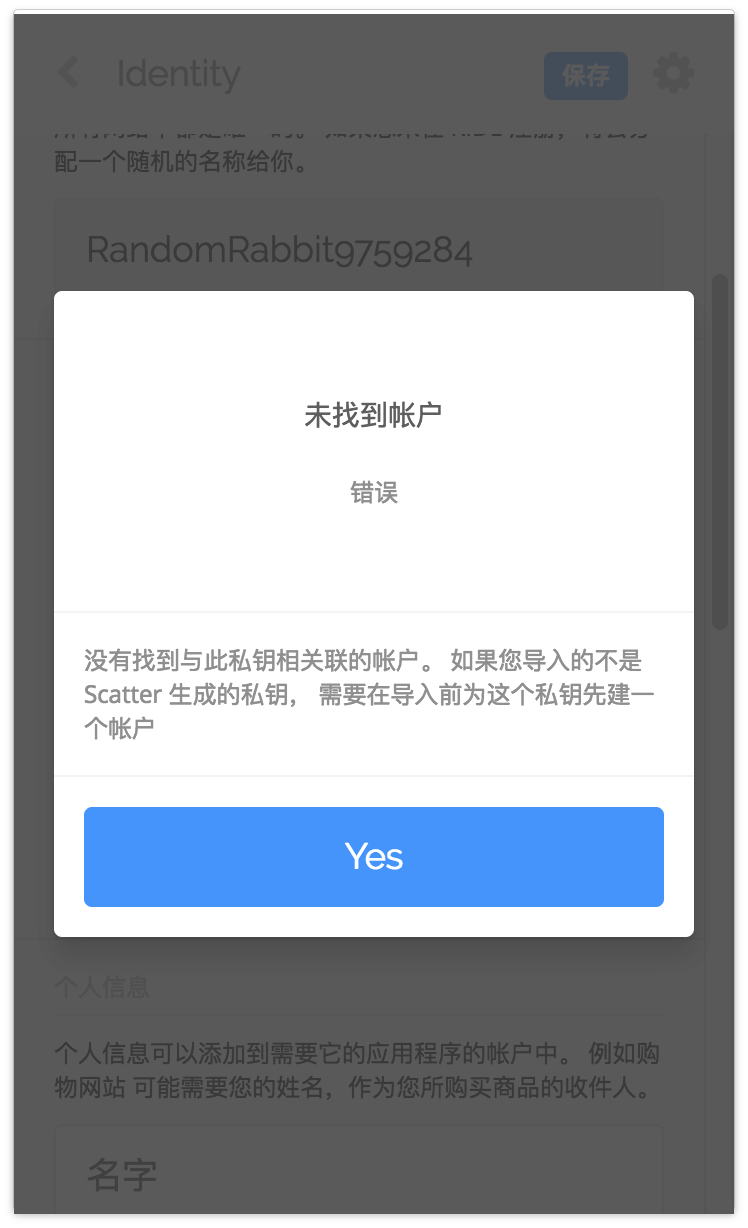 Identity
保存
配一个随机的名称给你。
RandomRabbit9759284
未找到帐户
错误
没有找到与此私钥相关联的帐户。 如果您导入的不是
Scatter 生成的私钥， 需要在导入前为这个私钥先建一
个帐户
Yes
个人信息
个人信息可以添加到需要它的应用程序的帐户中。 例如购
物网站 可能需要您的姓名，作为您所购买商品的收件人。
名字